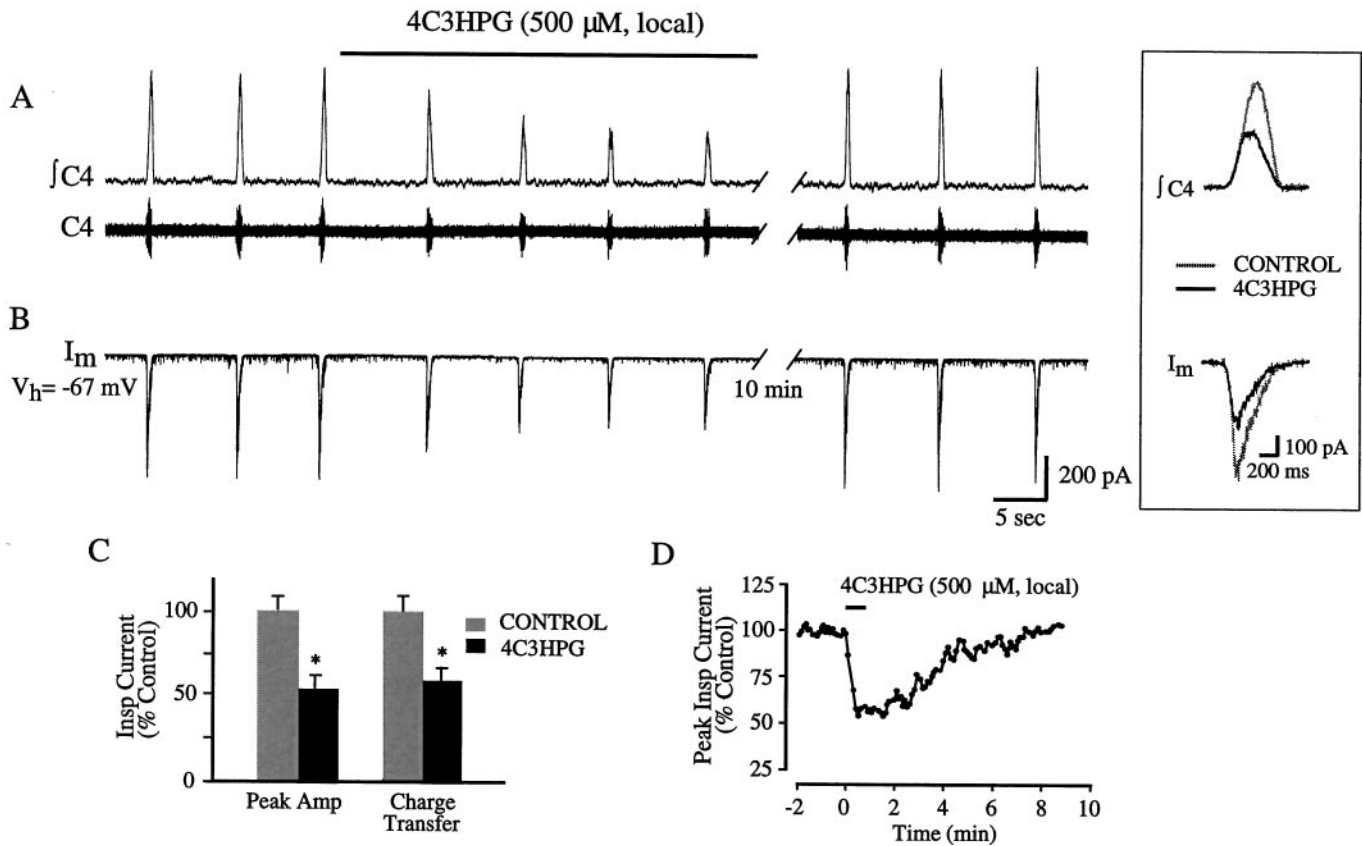 4C3HPG (500 µM, local)
A
∫C4
C4
B
Im
Vh= -67 mV
10 min
200 pA
5 sec
∫C4
CONTROL
4C3HPG
Im
100 pA
200 ms
C
Insp Current
(% Control)
100
50
0
CONTROL
4C3HPG
*
*
Peak Amp
Charge
Transfer
D
4C3HPG (500 µM, local)
Peak Insp Current
(% Control)
125
100
75
50
25
-2 0 2 4 6 8 10
Time (min)